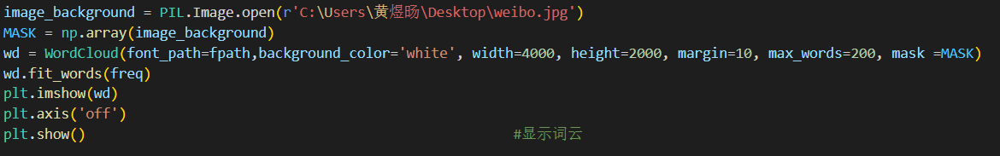 image_background = PIL.Image.open(r'C:\Users\黄煜旸\Desktop\weibo.jpg')
MASK = np.array(image_background)
wd = WordCloud(font_path=fpath,background_color='white', width=4000, height=2000, margin=10, max_words=200, mask =MASK)
wd.fit_words(freq)
plt.imshow(wd)
plt.axis('off')
plt.show() #显示词云